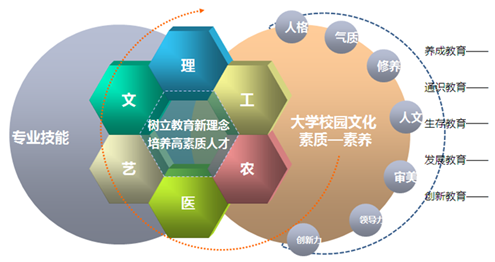 专业技能
理
文
工
树立教育新理念
培养高素质人才
艺
农
医
大学校园文化
素质—素养
人格
气质
修养
人文
审美
领导力
创新力
养成教育
通识教育
生存教育
发展教育
创新教育